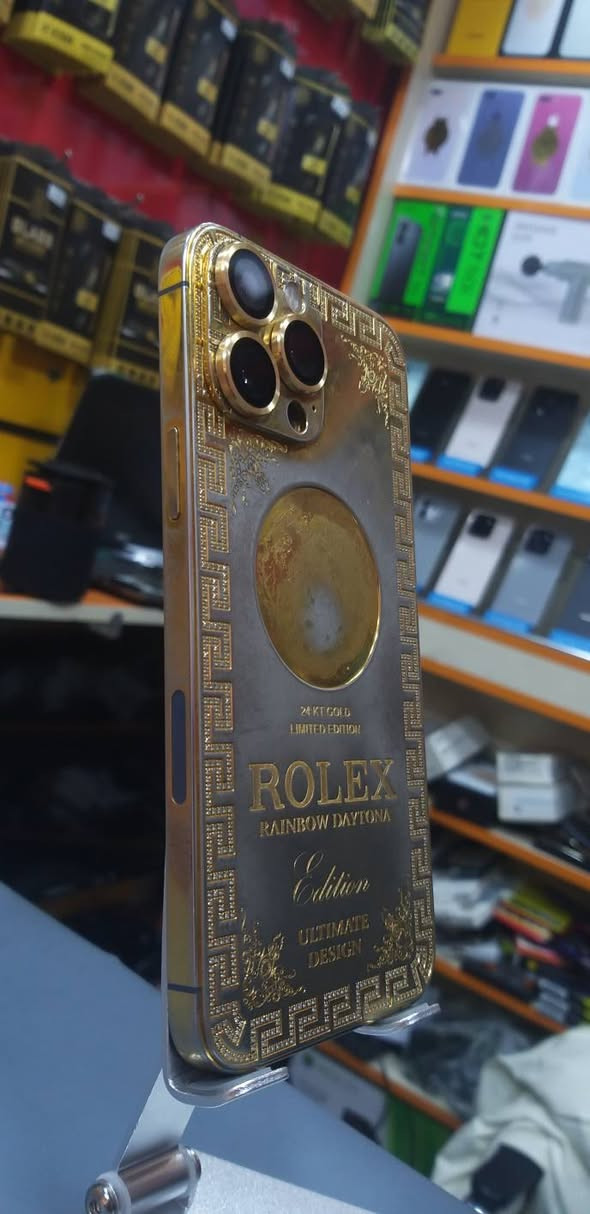 24 KT GOLD
LIMITED EDITION
ROLEX
RAINBOW DAYTONA
Edition
ULTIMATE
DESIGN